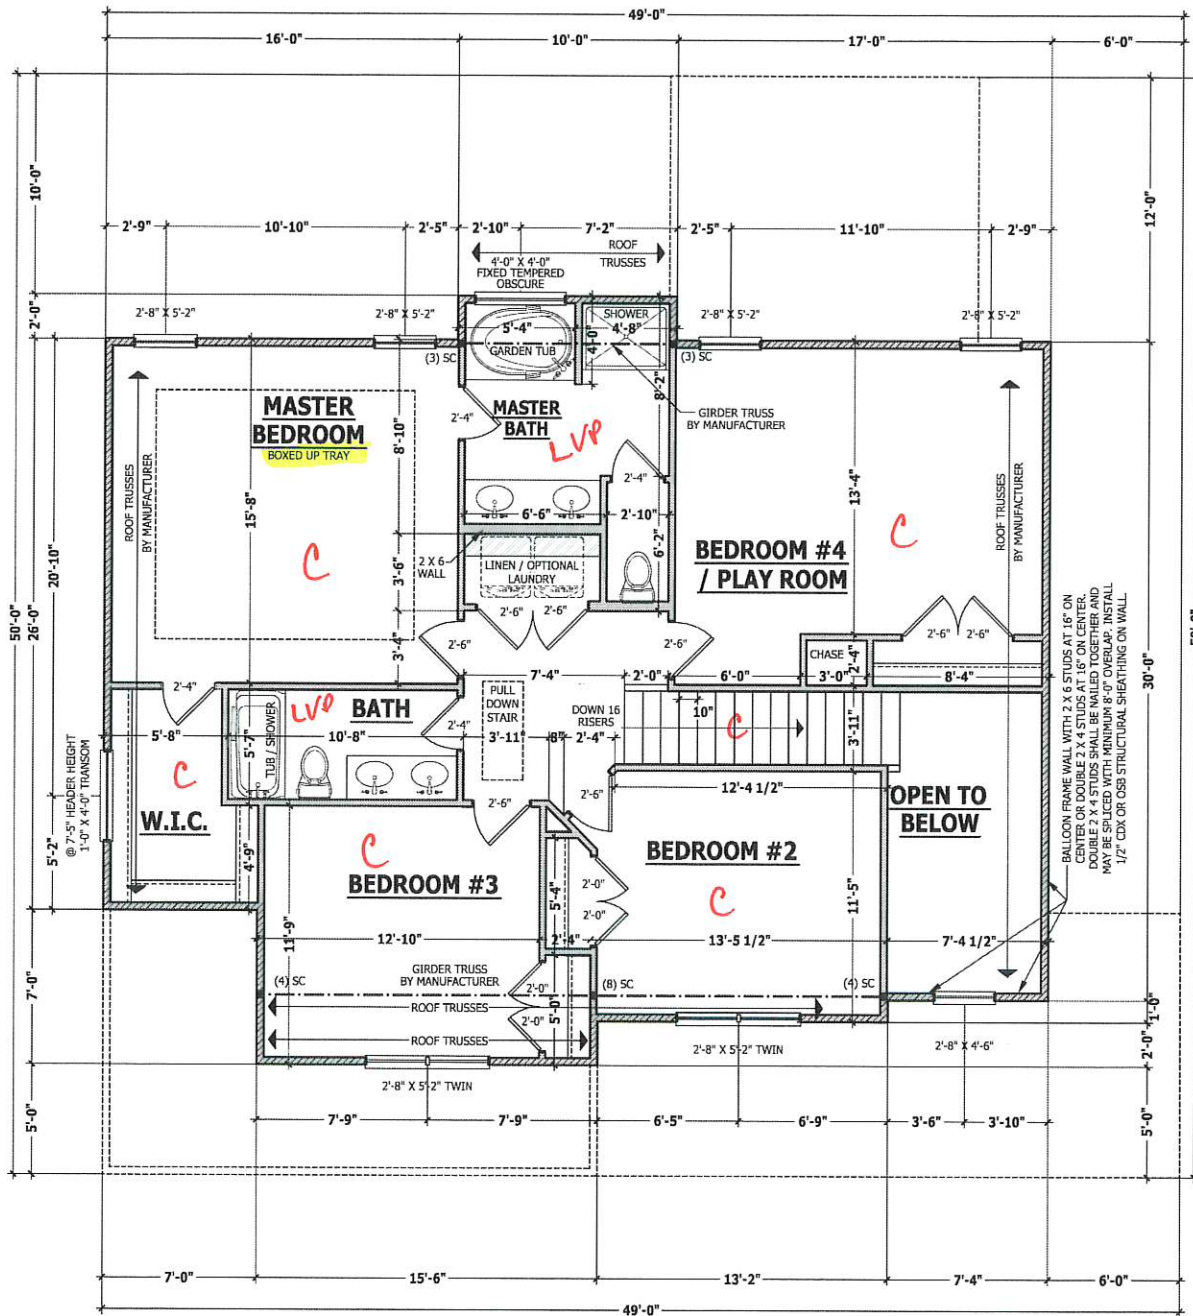 49'-0"
16'-0" 10'-0" 17'-0" 6'-0"
10'-0"
12'-0"
2'-9" 10'-10" 2'-5" 2'-10" 7'-2" 2'-5" 11'-10" 2'-9"
ROOF
TRUSSES
4'-0" X 4'-0"
FIXED TEMPERED
OBSCURE
2'-0"
2'-8" X 5'-2"
2'-8" X 5'-2"
SHOWER
2'-8" X 5'-2"
2'-8" X 5'-2"
5'-4"
4'-0"
4'-8"
GARDEN TUB
(3) SC
(3) SC
8'-2"
MASTER
BEDROOM
BOXED UP TRAY
2'-4"
8'-10"
MASTER
BATH
LVP
GIRDER TRUSS
BY MANUFACTURER
ROOF TRUSSES
BY MANUFACTURER
15'-8"
C
2'-4"
6'-6"
2'-10"
13'-4"
C
ROOF TRUSSES
BY MANUFACTURER
20'-10"
50'-0"
26'-0"
3'-6"
2 X 6
WALL
LINEN / OPTIONAL
LAUNDRY
6'-2"
BEDROOM #4
/ PLAY ROOM
2'-6"
2'-6"
2'-6"
2'-6"
2'-6"
2'-6"
3'-4"
7'-4"
6'-0"
CHASE
2'-4"
3'-0"
8'-4"
BALLOON FRAME WALL WITH 2 X 6 STUDS AT 16" ON
CENTER OR DOUBLE 2 X 4 STUDS AT 16" ON CENTER.
DOUBLE 2 X 4 STUDS SHALL BE NAILED TOGETHER AND
MAY BE SPLICED WITH MINIMUM 8'-0" OVERLAP. INSTALL
1/2" CDX OR OSB STRUCTURAL SHEATHING ON WALL.
30'-0"
2'-4"
LVP
BATH
PULL
DOWN
STAIR
DOWN 16
RISERS
10"
C
3'-11"
5'-8"
5'-7"
TUB / SHOWER
10'-8"
2'-4"
3'-11"
2'-4"
C
@ 7'-5" HEADER HEIGHT
1'-0" X 4'-0" TRANSOM
W.I.C.
5'-2"
4'-9"
2'-6"
2'-6"
12'-4 1/2"
OPEN TO
BELOW
C
BEDROOM #3
BEDROOM #2
C
5'-4"
2'-0"
2'-0"
11'-5"
11'-9"
12'-10"
2'-4"
13'-5 1/2"
7'-4 1/2"
GIRDER TRUSS
BY MANUFACTURER
(4) SC
(8) SC
(4) SC
2'-0"
2'-0"
5'-0"
ROOF TRUSSES
ROOF TRUSSES
7'-0"
1'-0"
2'-0"
2'-8" X 5'-2" TWIN
2'-8" X 5'-2" TWIN
2'-8" X 4'-6"
5'-0"
5'-0"
7'-9" 7'-9" 6'-5" 6'-9" 3'-6" 3'-10"
7'-0" 15'-6" 13'-2" 7'-4" 6'-0"
49'-0"